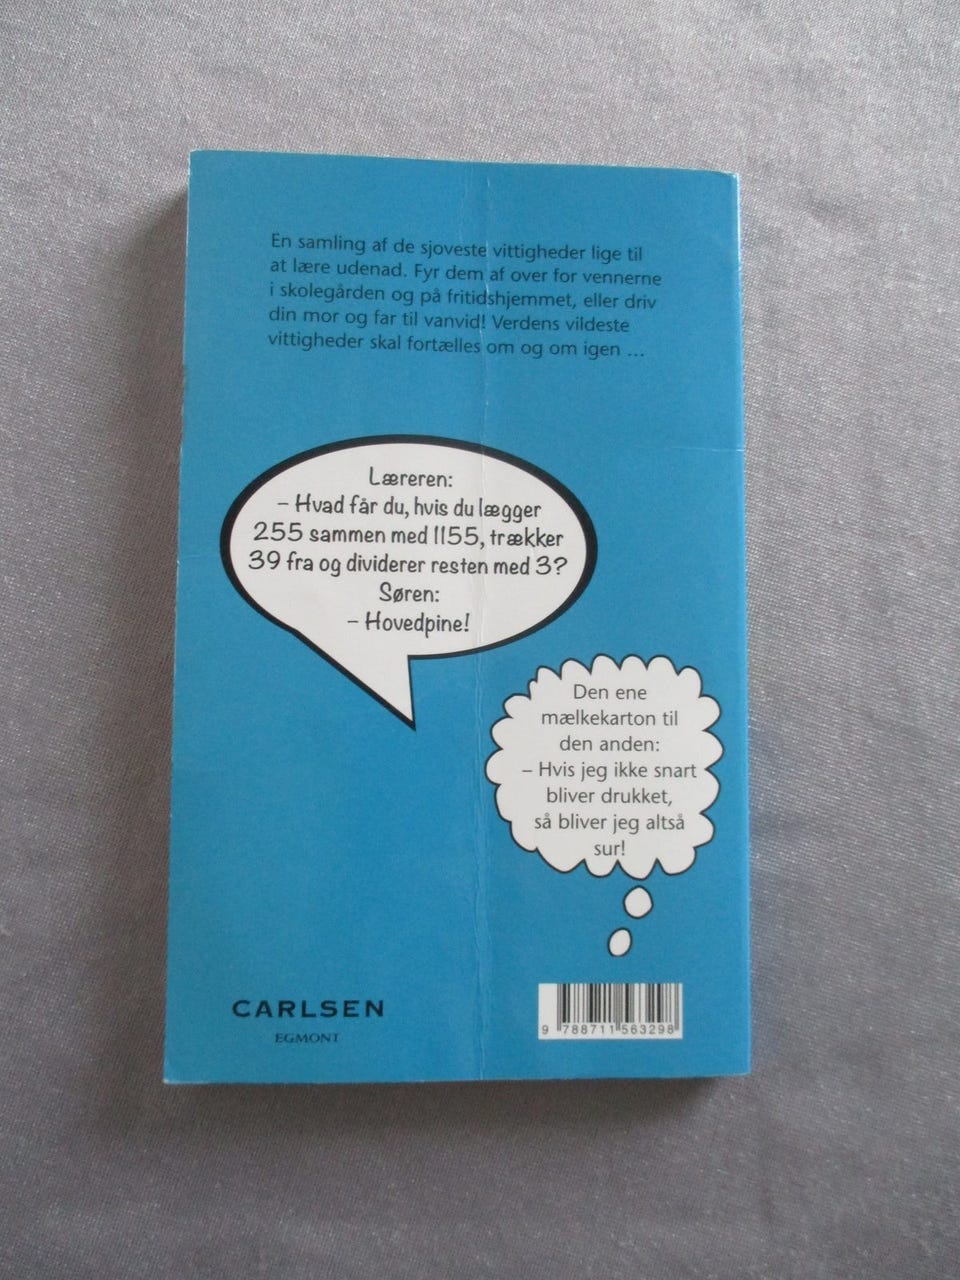 En samling af de sjoveste vittigheder lige til
at lære udenad. Fyr dem af over for vennerne
i skolegården og på fritidshjemmet, eller driv
din mor og far til vanvid! Verdens vildeste
vittigheder skal fortælles om og om igen ...
Læreren:
– Hvad får du, hvis du lægger
255 sammen med 1155, trækker
39 fra og dividerer resten med 3?
Søren:
– Hovedpine!
Den ene
mælkekarton til
den anden:
– Hvis jeg ikke snart
bliver drukket,
så bliver jeg altså
sur!
CARLSEN
EGMONT
9 788711 563298